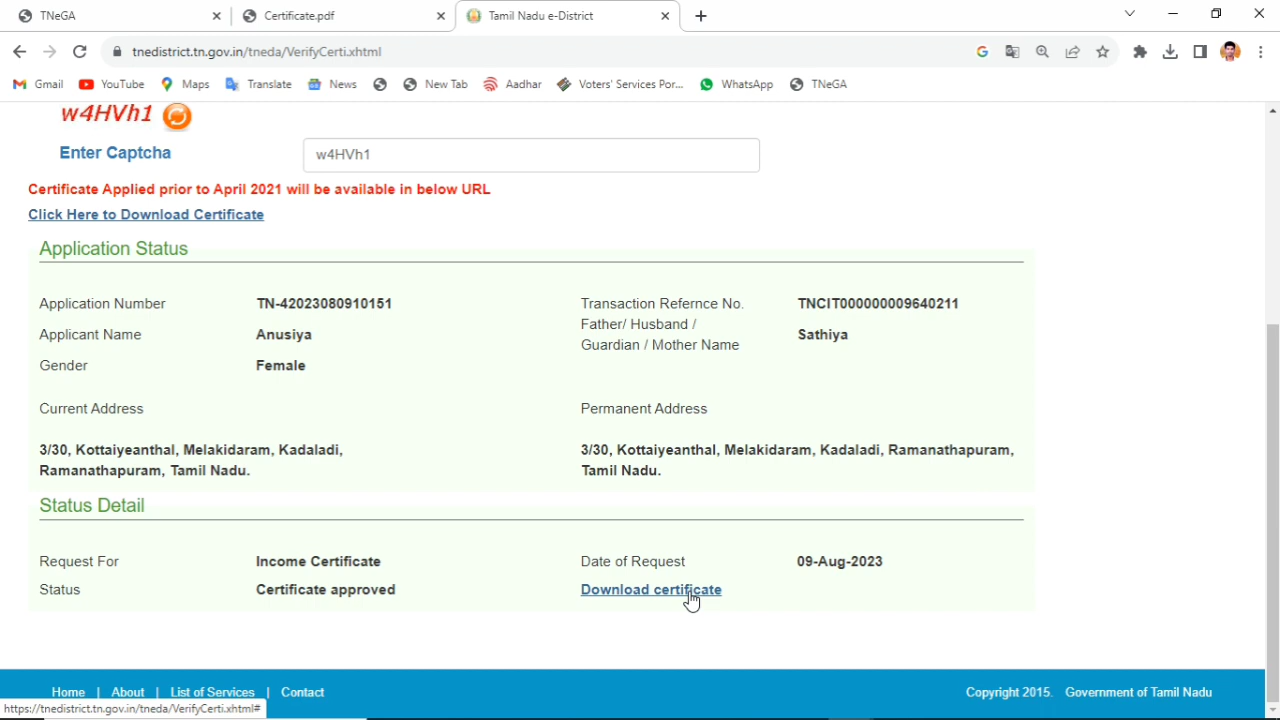 TNeGA
Certificate.pdf
Tamil Nadu e-District
tnedistrict.tn.gov.in/tneda/VerifyCerti.xhtml
Gmail
YouTube
Maps
Translate
News
New Tab
Aadhar
Voters' Services Por...
WhatsApp
TNeGA
w4HVh1
Enter Captcha
w4HVh1
Certificate Applied prior to April 2021 will be available in below URL
Click Here to Download Certificate
Application Status
Application Number TN-42023080910151 Transaction Refernce No. TNCIT000000009640211
Applicant Name Anusiya
Father/ Husband /
Guardian / Mother Name Sathiya
Gender Female
Current Address Permanent Address
3/30, Kottaiyeanthal, Melakidaram, Kadaladi,
Ramanathapuram, Tamil Nadu.
3/30, Kottaiyeanthal, Melakidaram, Kadaladi, Ramanathapuram,
Tamil Nadu.
Status Detail
Request For Income Certificate Date of Request 09-Aug-2023
Status Certificate approved Download certificate
Home | About | List of Services | Contact
Copyright 2015. Government of Tamil Nadu
https://tnedistrict.tn.gov.in/tneda/VerifyCerti.xhtml#